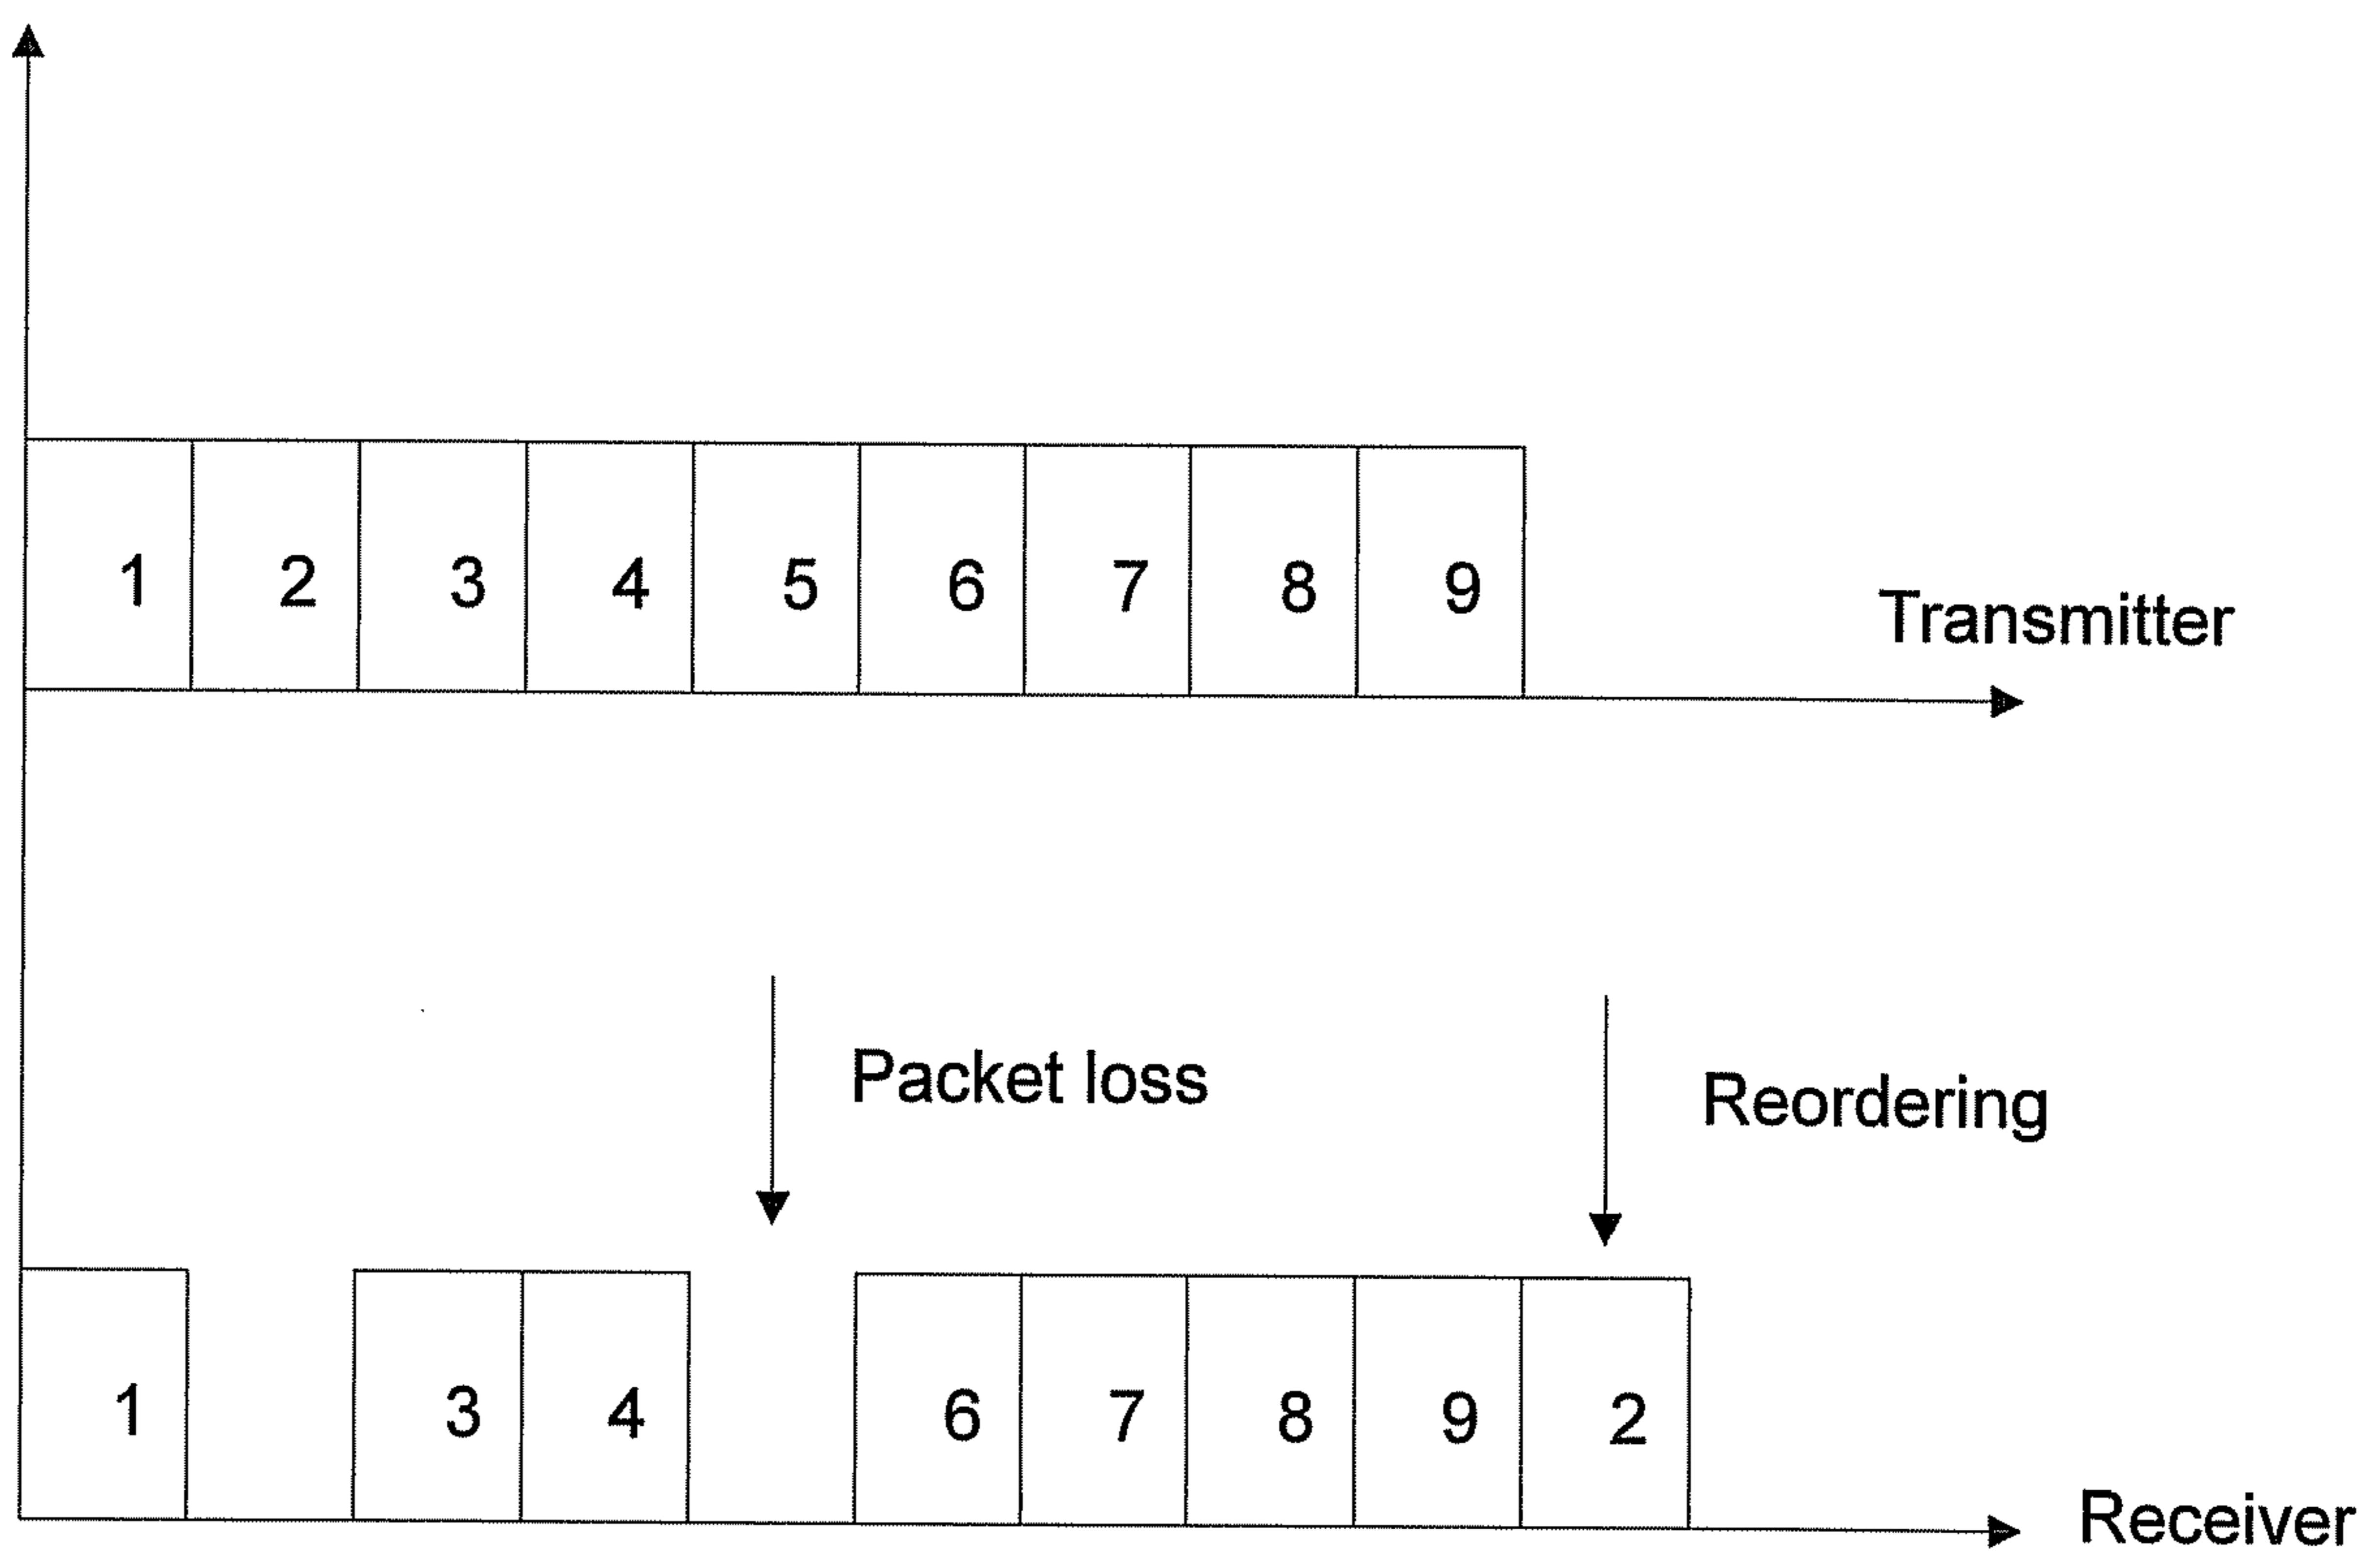 1 2 3 4 5 6 7 8 9
Transmitter
Packet loss
Reordering
1 3 4 6 7 8 9 2
Receiver